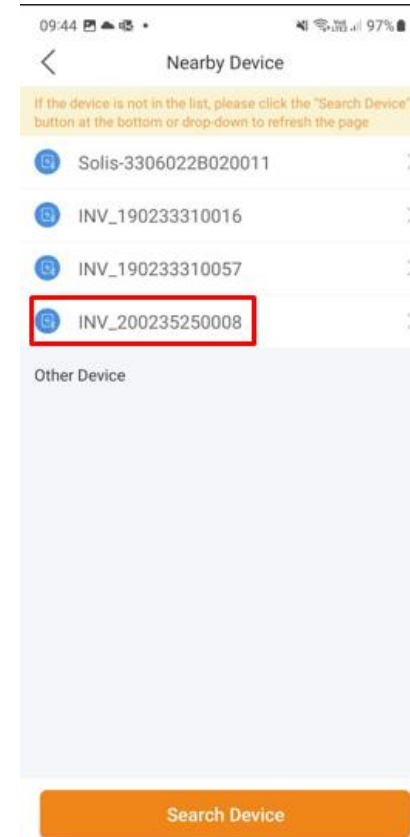 09:44
97%
Nearby Device
If the device is not in the list, please click the "Search Device"
button at the bottom or drop-down to refresh the page
Solis-3306022B020011
INV_190233310016
INV_190233310057
INV_200235250008
Other Device
Search Device